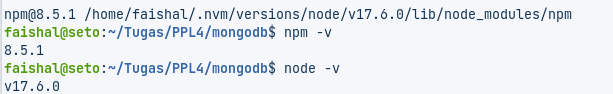 npm@8.5.1 /home/faishal/.nvm/versions/node/v17.6.0/lib/node_modules/npm
faishal@seto:~/Tugas/PPL4/mongodb$ npm -v
8.5.1
faishal@seto:~/Tugas/PPL4/mongodb$ node -v
v17.6.0